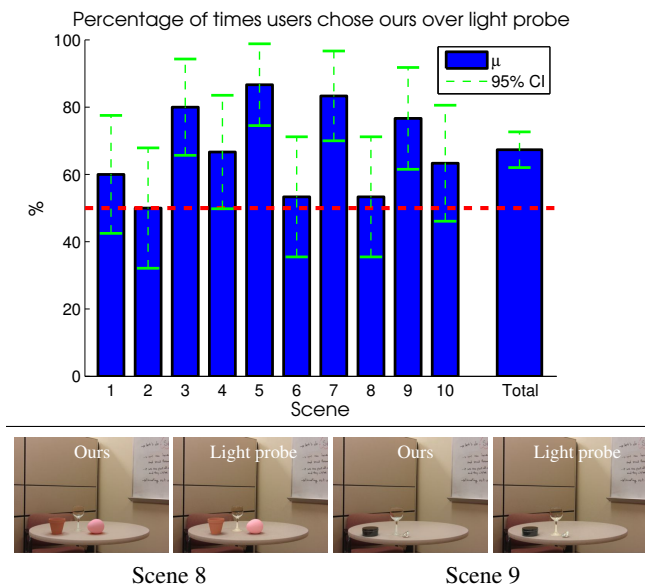 Percentage of times users chose ours over light probe
μ
95% CI
100
80
60
40
20
0
%
1 2 3 4 5 6 7 8 9 10 Total
Scene
Ours Light probe Ours Light probe
Scene 8 Scene 9